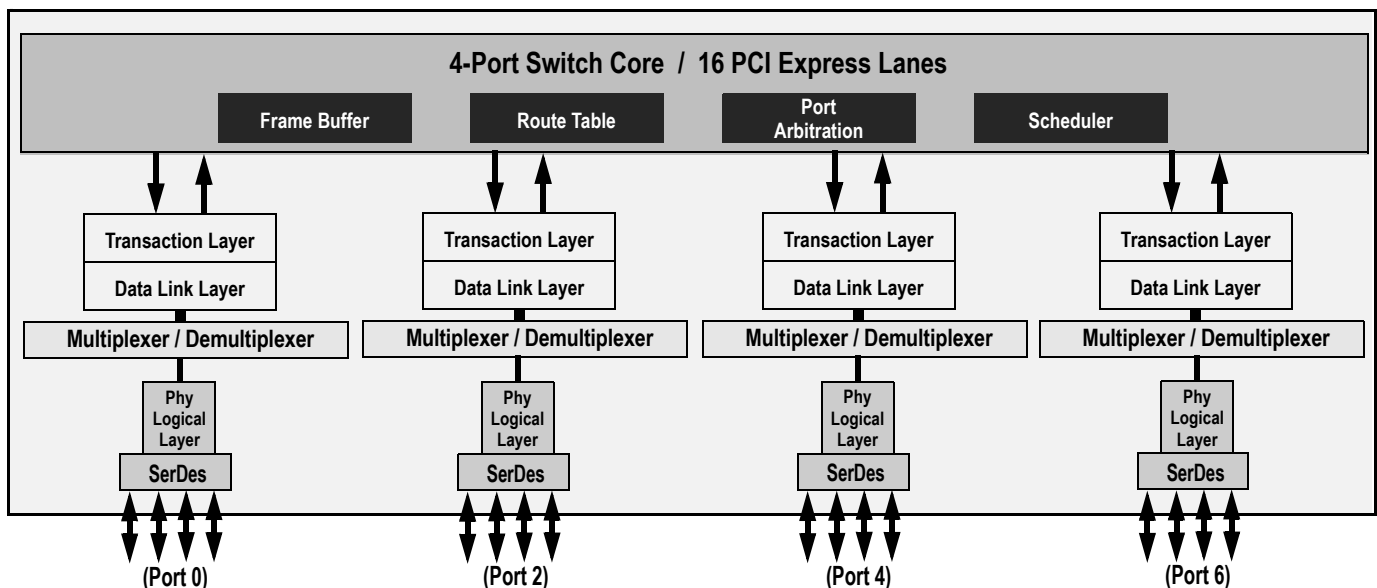 4-Port Switch Core / 16 PCI Express Lanes
Frame Buffer
Route Table
Port
Arbitration
Scheduler
Transaction Layer
Data Link Layer
Multiplexer / Demultiplexer
Phy
Logical
Layer
SerDes
(Port 0)
Transaction Layer
Data Link Layer
Multiplexer / Demultiplexer
Phy
Logical
Layer
SerDes
(Port 2)
Transaction Layer
Data Link Layer
Multiplexer / Demultiplexer
Phy
Logical
Layer
SerDes
(Port 4)
Transaction Layer
Data Link Layer
Multiplexer / Demultiplexer
Phy
Logical
Layer
SerDes
(Port 6)